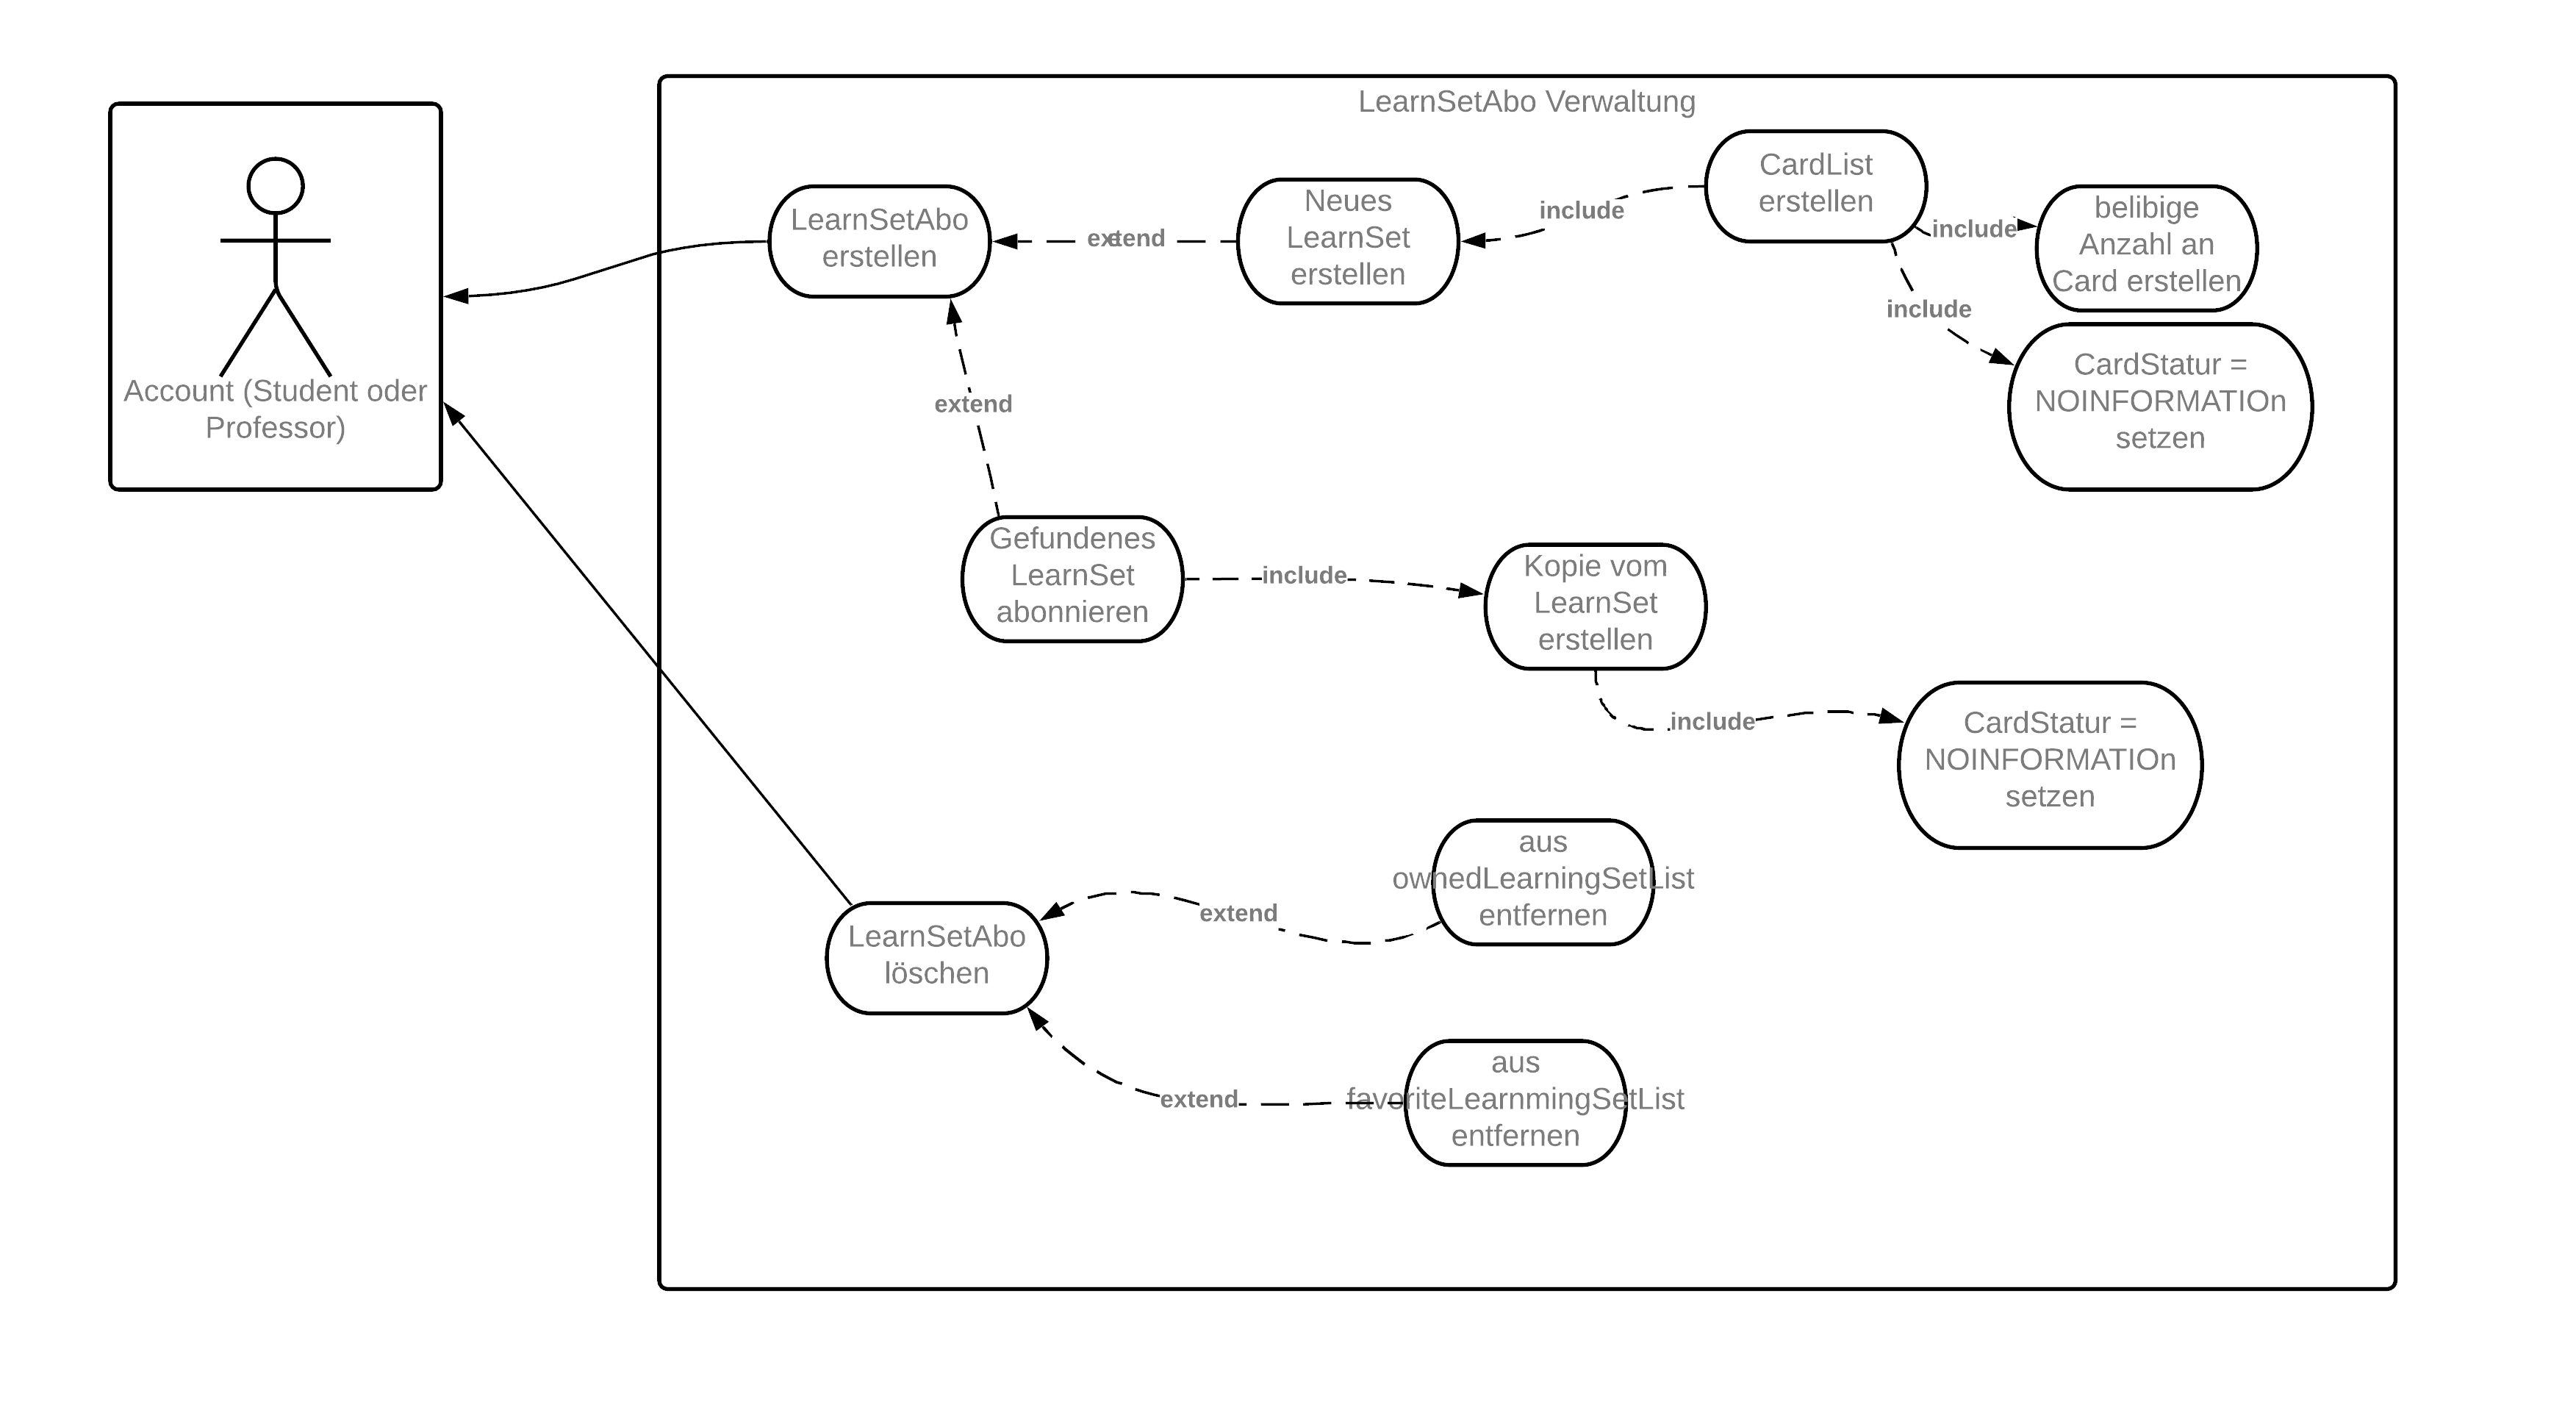 LearnSetAbo Verwaltung
Account (Student oder
Professor)
LearnSetAbo
erstellen
extend
Neues
LearnSet
erstellen
include
CardList
erstellen
include
belibige
Anzahl an
Card erstellen
include
CardStatur =
NOINFORMATIOn
setzen
extend
Gefundenes
LearnSet
abonnieren
include
Kopie vom
LearnSet
erstellen
include
CardStatur =
NOINFORMATIOn
setzen
LearnSetAbo
löschen
extend
aus
ownedLearningSetList
entfernen
extend
aus
favoriteLearnmingSetList
entfernen